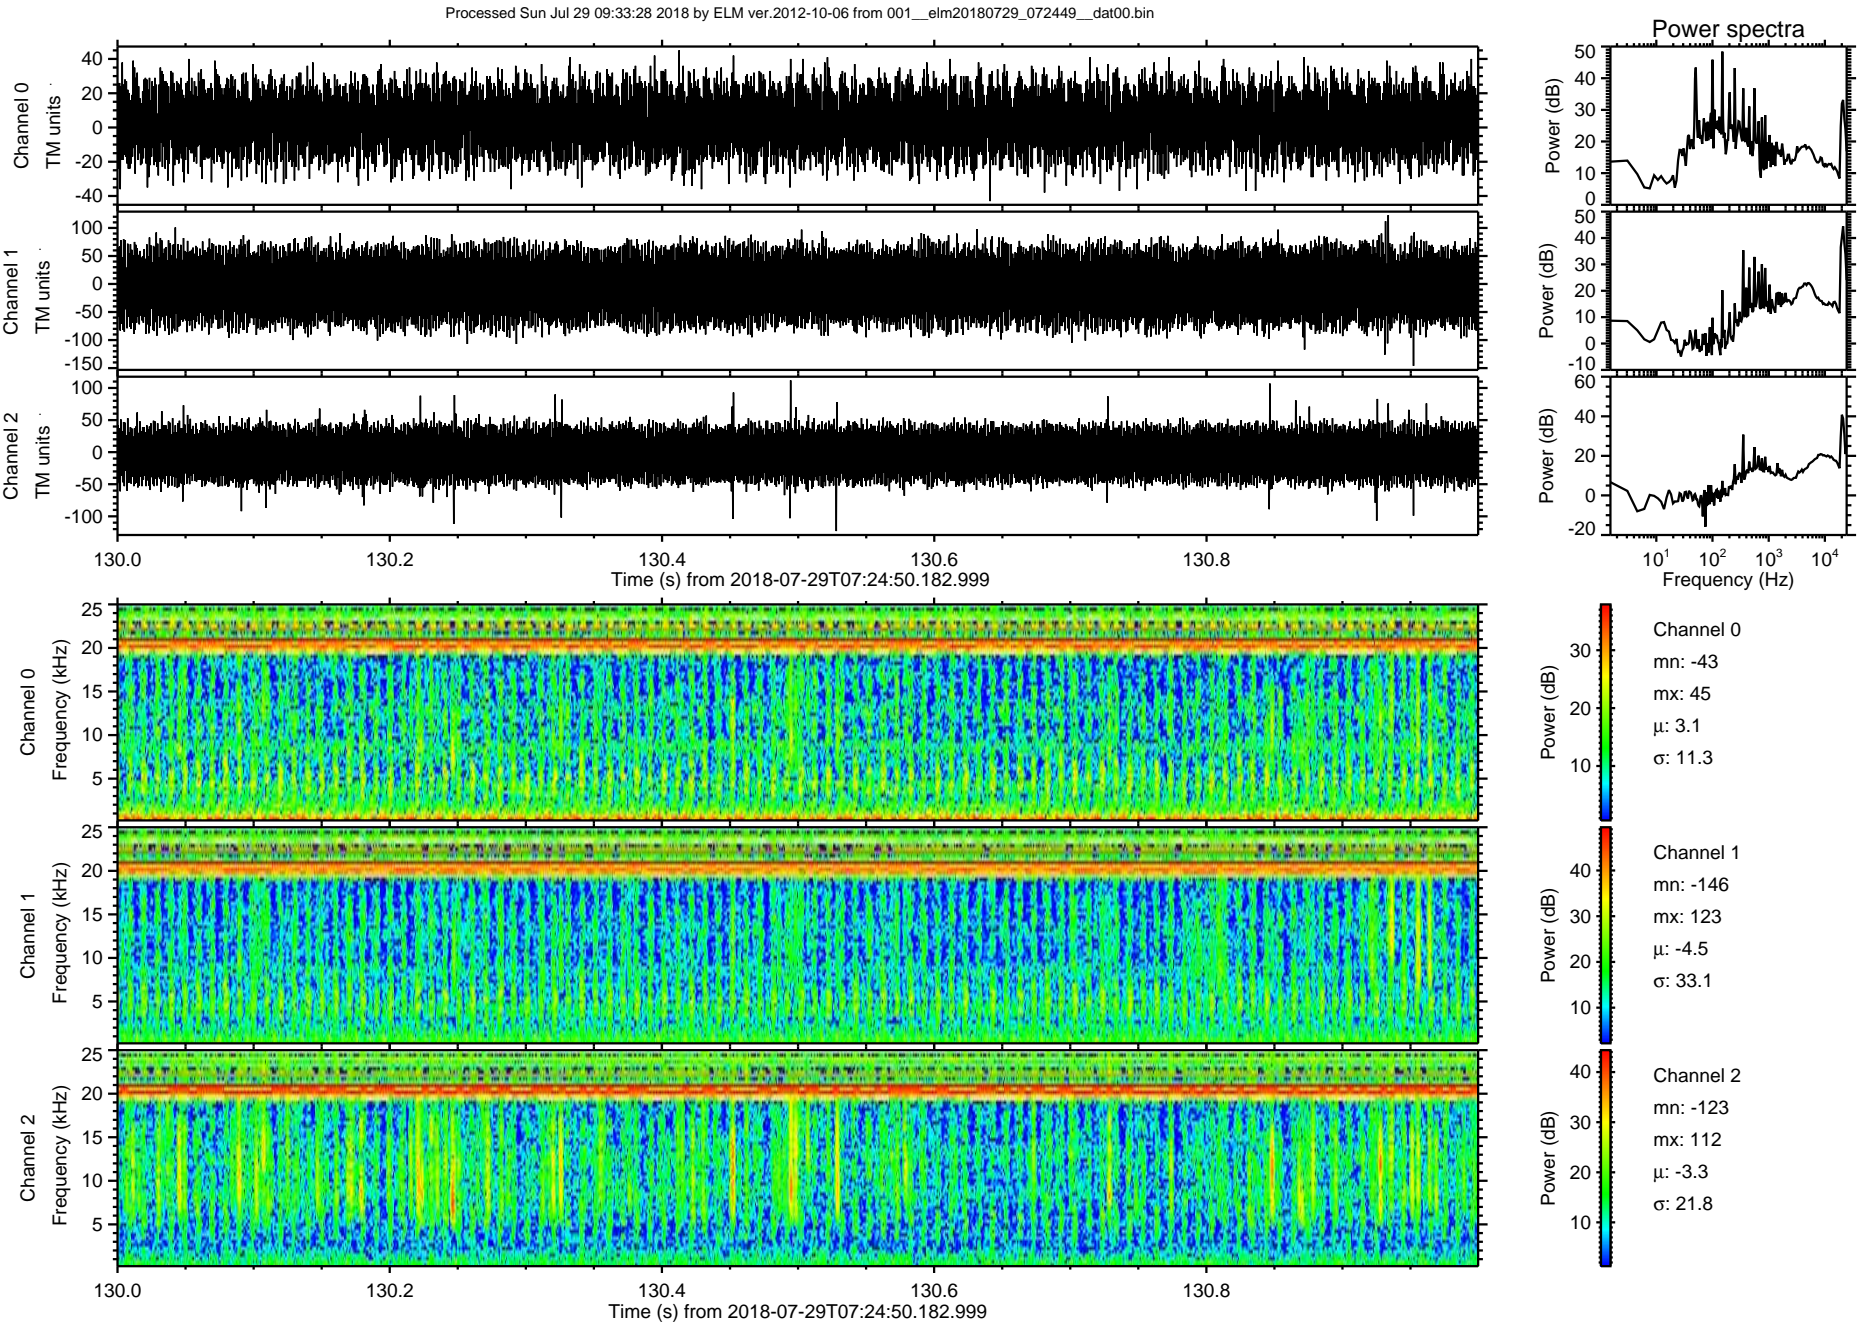 Processed Sun Jul 29 09:33:28 2018 by ELM ver.2012-10-06 from 001__elm20180729_072449__dat00.bin
Power spectra
Channel 0
TM units
40
20
0
-20
-40
Power (dB)
50
40
30
20
10
0
Channel 1
TM units
100
50
0
-50
-100
-150
Power (dB)
50
40
30
20
10
0
-10
Channel 2
TM units
100
50
0
-50
-100
Power (dB)
60
40
20
0
-20
130.0 130.2 130.4 130.6 130.8
Time (s) from 2018-07-29T07:24:50.182.999
10¹ 10² 10³ 10⁴
Frequency (Hz)
Channel 0
Frequency (kHz)
25
20
15
10
5
Power (dB)
30
20
10
Channel 0
mn: -43
mx: 45
μ: 3.1
σ: 11.3
Channel 1
Frequency (kHz)
25
20
15
10
5
Power (dB)
40
30
20
10
Channel 1
mn: -146
mx: 123
μ: -4.5
σ: 33.1
Channel 2
Frequency (kHz)
25
20
15
10
5
Power (dB)
40
30
20
10
Channel 2
mn: -123
mx: 112
μ: -3.3
σ: 21.8
130.0 130.2 130.4 130.6 130.8
Time (s) from 2018-07-29T07:24:50.182.999